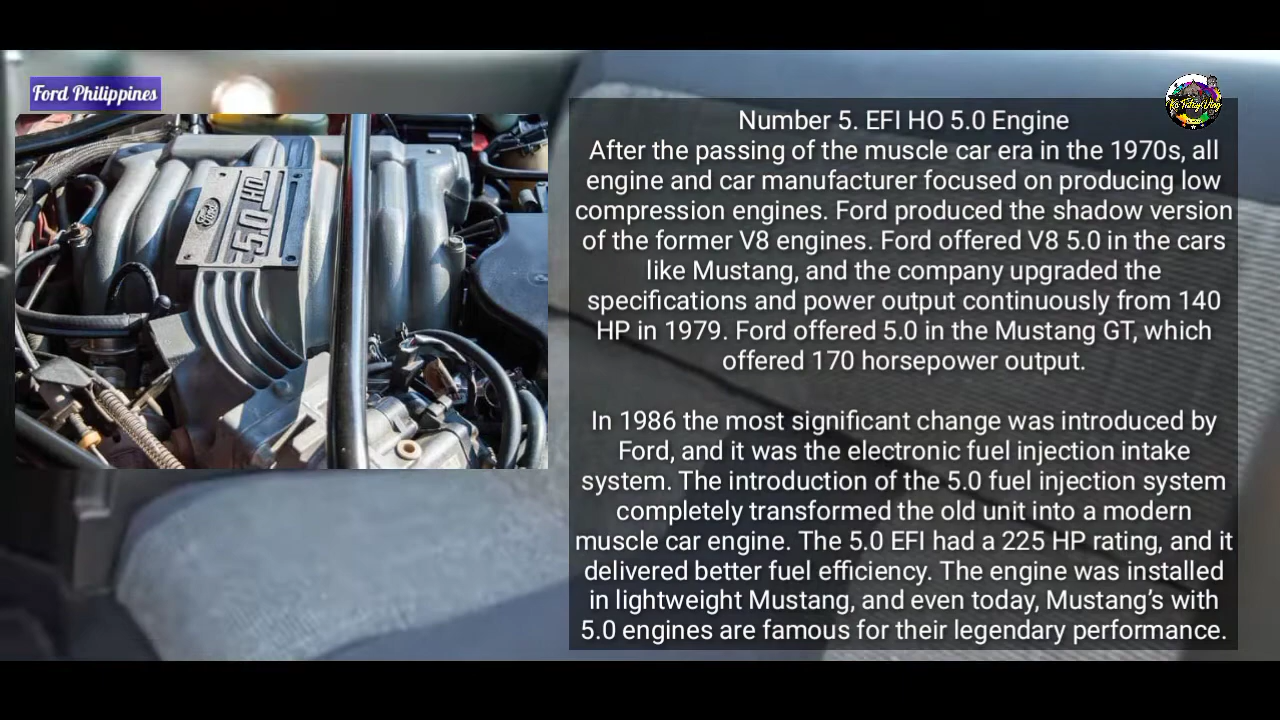 Ford Philippines
Ka Tutoy Vlog
Ford
5.0 HO
Number 5. EFI HO 5.0 Engine
After the passing of the muscle car era in the 1970s, all
engine and car manufacturer focused on producing low
compression engines. Ford produced the shadow version
of the former V8 engines. Ford offered V8 5.0 in the cars
like Mustang, and the company upgraded the
specifications and power output continuously from 140
HP in 1979. Ford offered 5.0 in the Mustang GT, which
offered 170 horsepower output.
In 1986 the most significant change was introduced by
Ford, and it was the electronic fuel injection intake
system. The introduction of the 5.0 fuel injection system
completely transformed the old unit into a modern
muscle car engine. The 5.0 EFI had a 225 HP rating, and it
delivered better fuel efficiency. The engine was installed
in lightweight Mustang, and even today, Mustang’s with
5.0 engines are famous for their legendary performance.